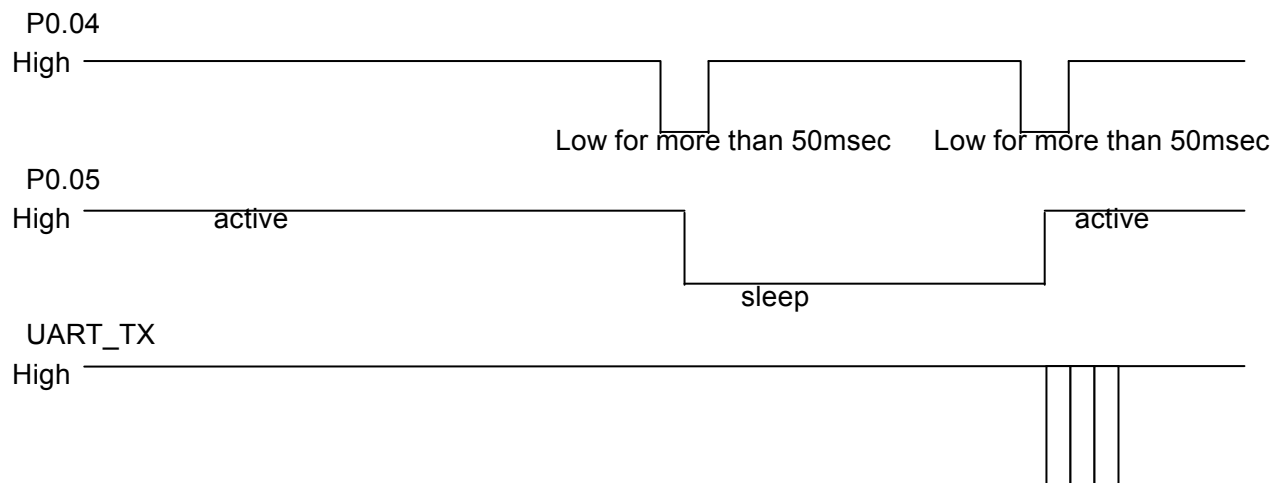 P0.04
High
Low for more than 50msec Low for more than 50msec
P0.05
High active active
sleep
UART_TX
High